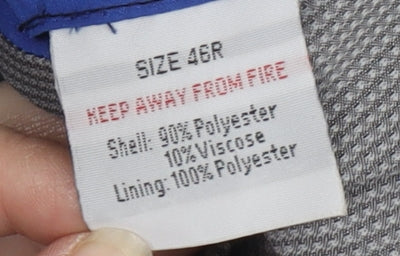 SIZE 46R
KEEP AWAY FROM FIRE
Shell: 90% Polyester
10% Viscose
Lining: 100% Polyester